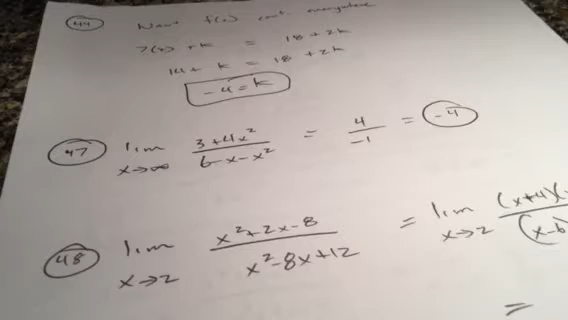 44 Want f(x) cont everywhere
7(2) + k = 18 + 2k
14 + k = 18 + 2k
-4 = k
47 lim x→∞ 3+4x² / 6-x-x² = 4 / -1 = -4
48 lim x→2 x²+2x-8 / x²-8x+12 = lim x→2 (x+4)( / (x-6)
=